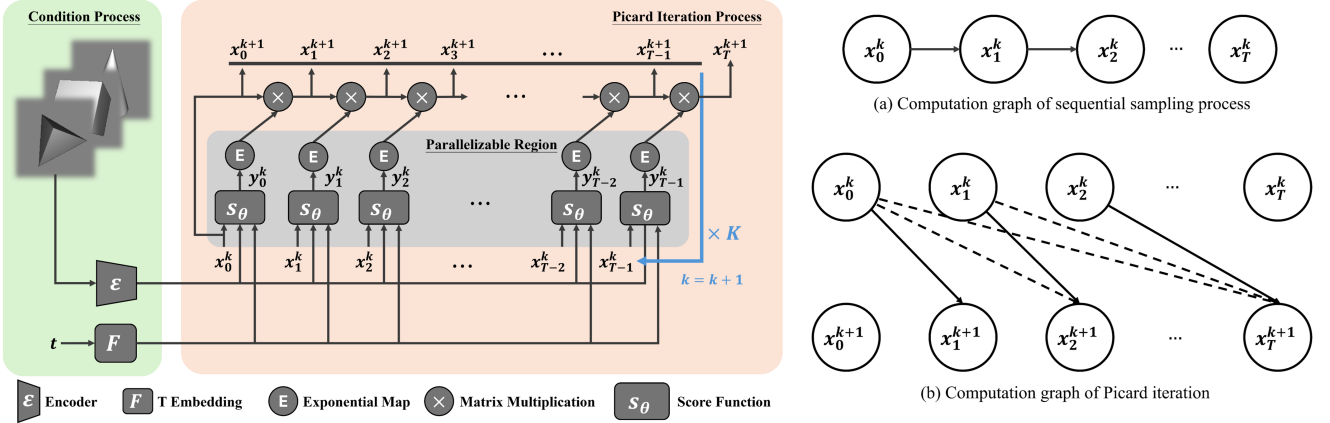 Condition Process
Picard Iteration Process
x_0^{k+1} x_1^{k+1} x_2^{k+1} x_3^{k+1} ... x_{T-1}^{k+1} x_T^{k+1}
× × × ... × ×
Parallelizable Region
E E E E E
y_0^k y_1^k y_2^k y_{T-2}^k y_{T-1}^k
s_θ s_θ s_θ ... s_θ s_θ
× K
x_0^k x_1^k x_2^k ... x_{T-2}^k x_{T-1}^k
k = k + 1
ε
t F
ε Encoder F T Embedding E Exponential Map × Matrix Multiplication s_θ Score Function
x_0^k x_1^k x_2^k ... x_T^k
(a) Computation graph of sequential sampling process
x_0^k x_1^k x_2^k ... x_T^k
x_0^{k+1} x_1^{k+1} x_2^{k+1} ... x_T^{k+1}
(b) Computation graph of Picard iteration